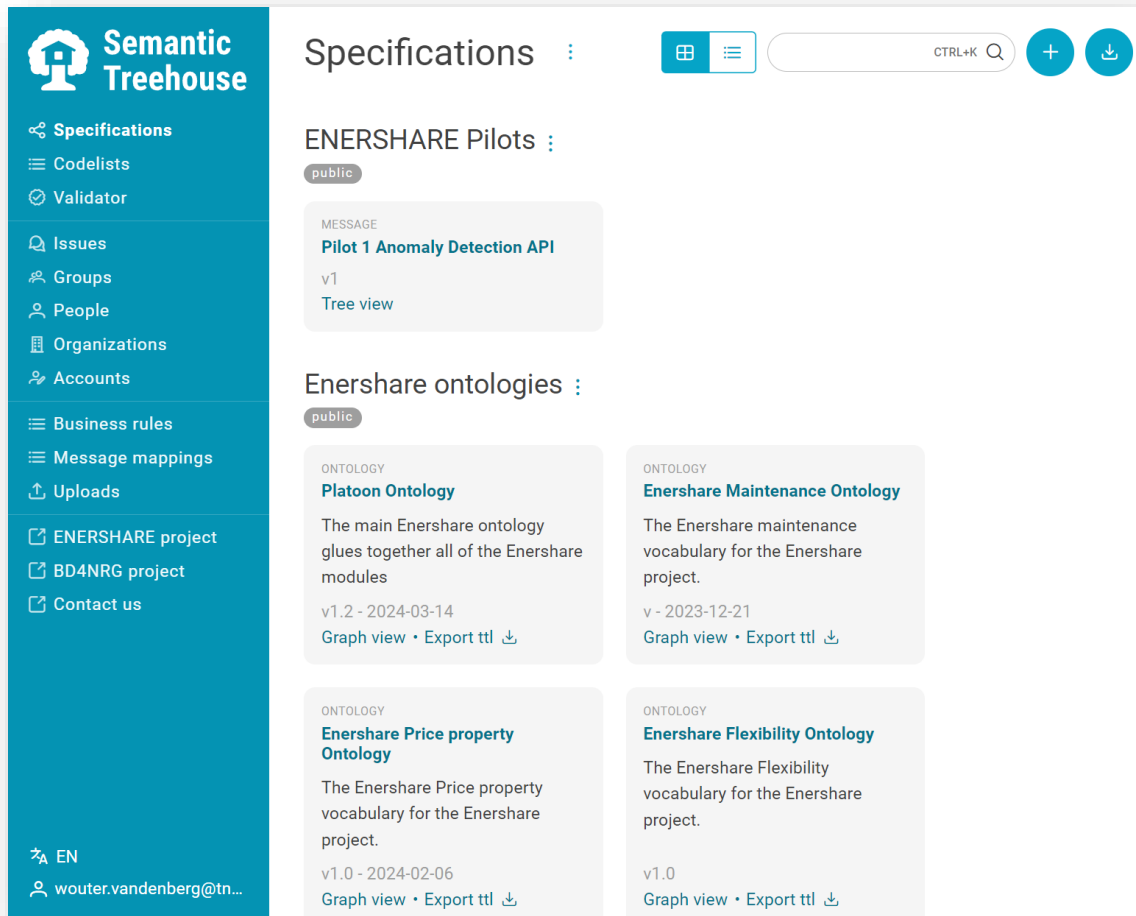 Semantic
Treehouse
Specifications
Codelists
Validator
Issues
Groups
People
Organizations
Accounts
Business rules
Message mappings
Uploads
ENERSHARE project
BD4NRG project
Contact us
EN
wouter.vandenberg@tn...
Specifications
CTRL+K
ENERSHARE Pilots
public
MESSAGE
Pilot 1 Anomaly Detection API
v1
Tree view
Enershare ontologies
public
ONTOLOGY
Platoon Ontology
The main Enershare ontology
glues together all of the Enershare
modules
v1.2 - 2024-03-14
Graph view • Export ttl
ONTOLOGY
Enershare Maintenance Ontology
The Enershare maintenance
vocabulary for the Enershare
project.
v - 2023-12-21
Graph view • Export ttl
ONTOLOGY
Enershare Price property
Ontology
The Enershare Price property
vocabulary for the Enershare
project.
v1.0 - 2024-02-06
Graph view • Export ttl
ONTOLOGY
Enershare Flexibility Ontology
The Enershare Flexibility
vocabulary for the Enershare
project.
v1.0
Graph view • Export ttl